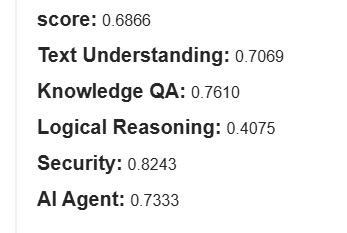 score: 0.6866
Text Understanding: 0.7069
Knowledge QA: 0.7610
Logical Reasoning: 0.4075
Security: 0.8243
AI Agent: 0.7333